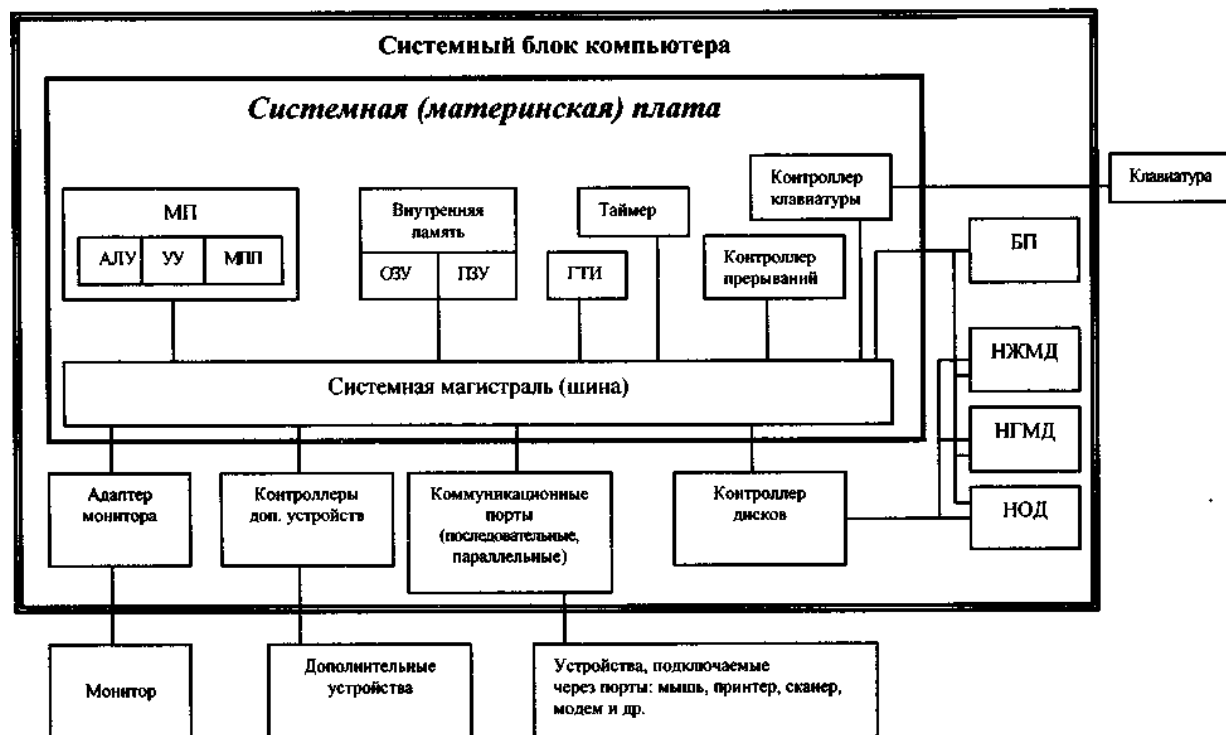 Системный блок компьютера
Системная (материнская) плата
Контроллер
клавиатуры
Клавиатура
МП
АЛУ
УУ
МПП
Внутренняя
память
ОЗУ
ПЗУ
Таймер
ГТИ
Контроллер
прерываний
БП
НЖМД
Системная магистраль (шина)
НГМД
НОД
Адаптер
монитора
Контроллеры
доп. устройств
Коммуникационные
порты
(последовательные,
параллельные)
Контроллер
дисков
Монитор
Дополнительные
устройства
Устройства, подключаемые
через порты: мышь, принтер, сканер,
модем и др.